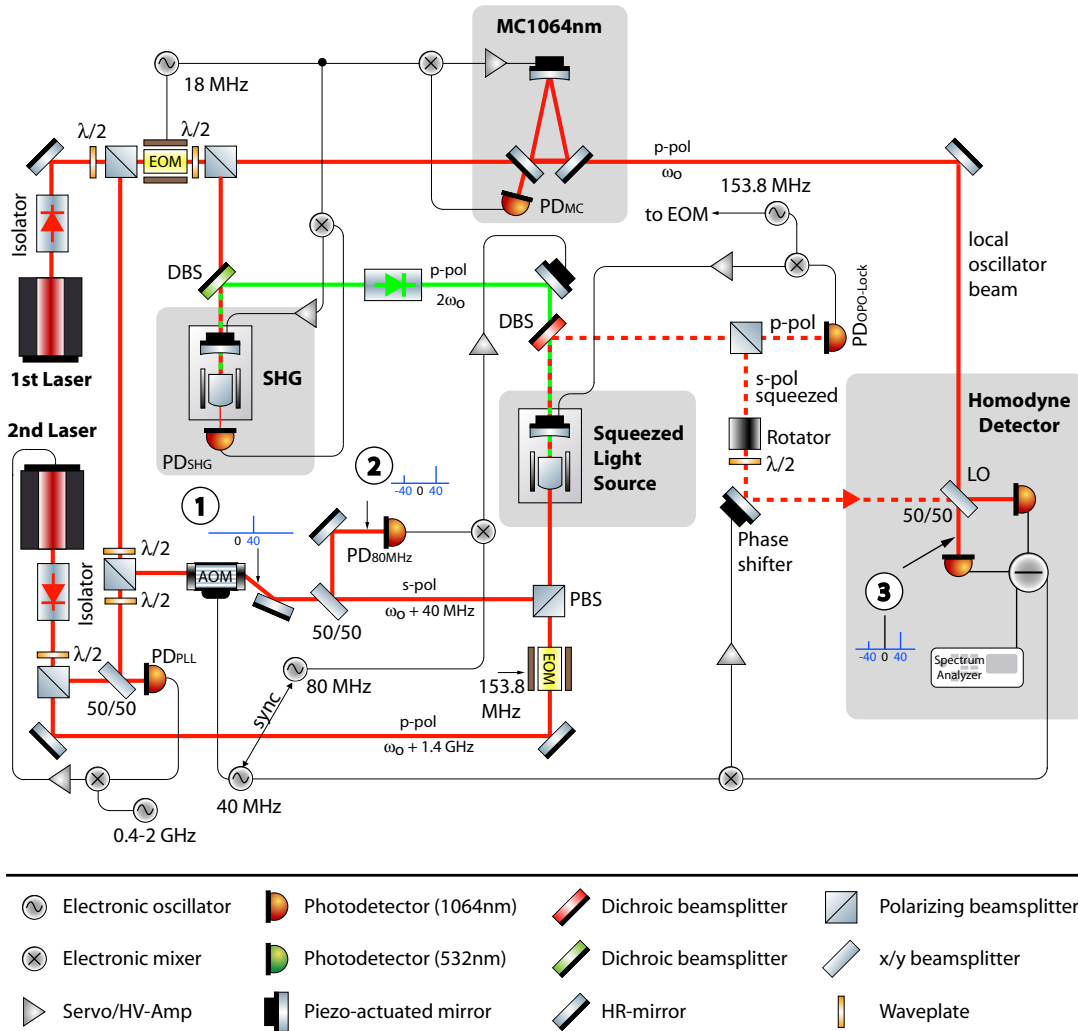 MC1064nm
18 MHz
λ/2
λ/2
EOM
p-pol
ω₀
153.8 MHz
PDMC
to EOM
Isolator
local
oscillator
beam
DBS
p-pol
2ω₀
DBS
p-pol
PDOPO-Lock
s-pol
squeezed
1st Laser
SHG
Homodyne
Detector
2nd Laser
Squeezed
Light
Source
Rotator
λ/2
PDSHG
2
-40 0 40
1
0 40
LO
50/50
PD80MHz
Phase
shifter
λ/2
AOM
s-pol
ω₀ + 40 MHz
PBS
3
Isolator
λ/2
50/50
-40 0 40
λ/2
PDPLL
EOM
Spectrum
Analyzer
50/50
80 MHz
153.8
MHz
sync
p-pol
ω₀ + 1.4 GHz
40 MHz
0.4-2 GHz
Electronic oscillator
Photodetector (1064nm)
Dichroic beamsplitter
Polarizing beamsplitter
Electronic mixer
Photodetector (532nm)
Dichroic beamsplitter
x/y beamsplitter
Servo/HV-Amp
Piezo-actuated mirror
HR-mirror
Waveplate